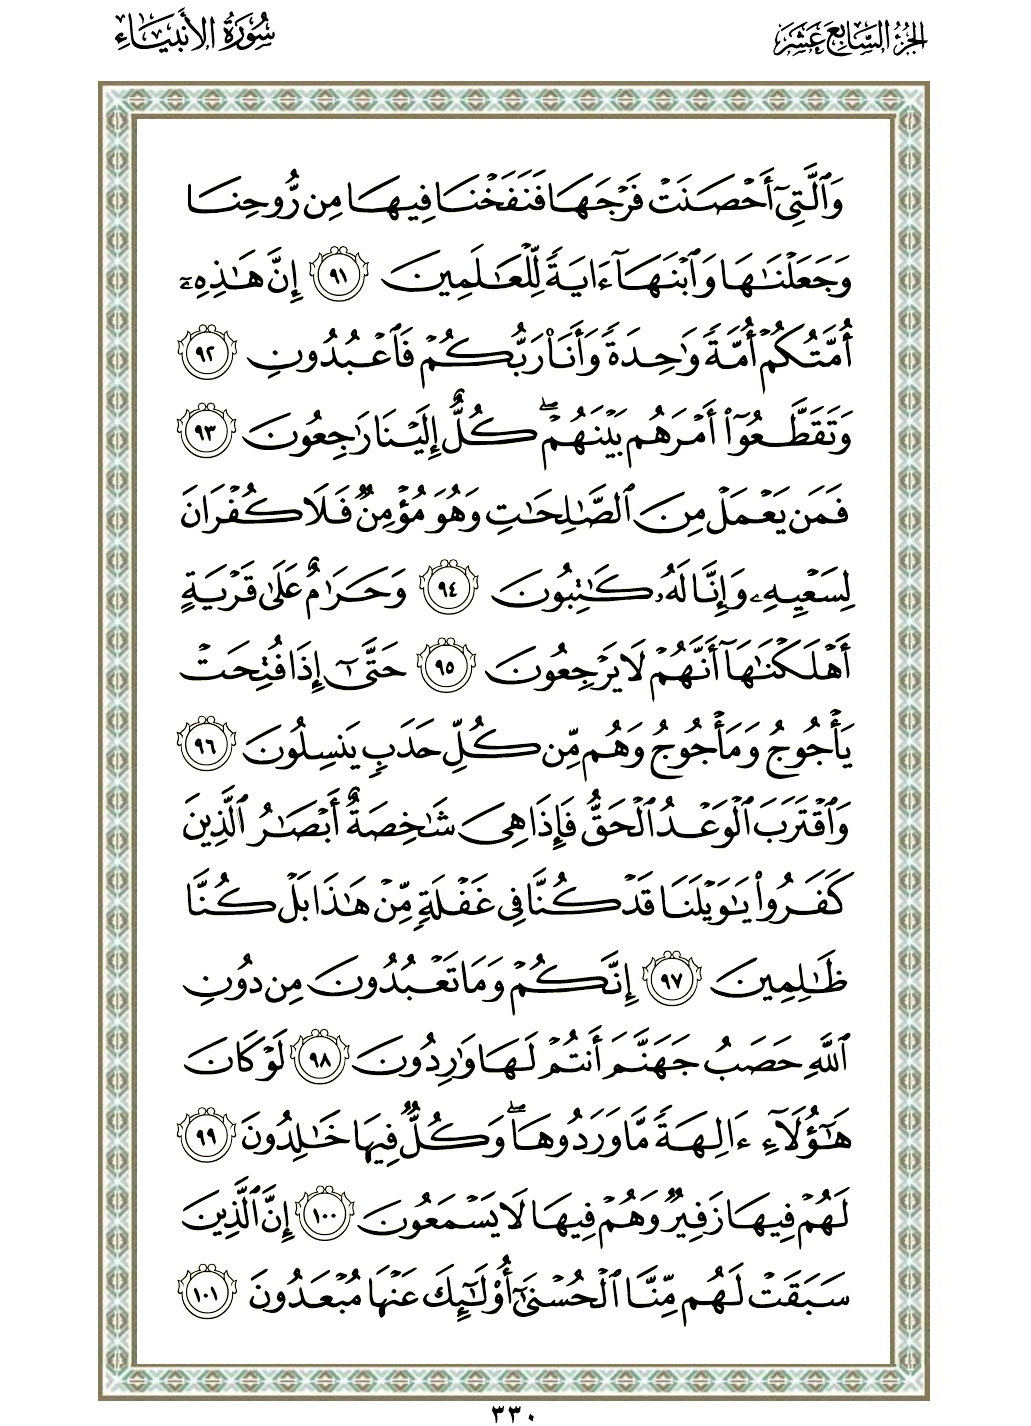 الجزء السابع عشر
سورة الأنبياء
وَٱلَّتِىٓ أَحْصَنَتْ فَرْجَهَا فَنَفَخْنَا فِيهَا مِن رُّوحِنَا
وَجَعَلْنَٰهَا وَٱبْنَهَآ ءَايَةً لِّلْعَٰلَمِينَ ٩١ إِنَّ هَٰذِهِۦٓ
أُمَّتُكُمْ أُمَّةً وَٰحِدَةً وَأَنَا۠ رَبُّكُمْ فَٱعْبُدُونِ ٩٢
وَتَقَطَّعُوٓا۟ أَمْرَهُم بَيْنَهُمْ ۖ كُلٌّ إِلَيْنَا رَٰجِعُونَ ٩٣
فَمَن يَعْمَلْ مِنَ ٱلصَّٰلِحَٰتِ وَهُوَ مُؤْمِنٌ فَلَا كُفْرَانَ
لِسَعْيِهِۦ وَإِنَّا لَهُۥ كَٰتِبُونَ ٩٤ وَحَرَٰمٌ عَلَىٰ قَرْيَةٍ
أَهْلَكْنَٰهَآ أَنَّهُمْ لَا يَرْجِعُونَ ٩٥ حَتَّىٰٓ إِذَا فُتِحَتْ
يَأْجُوجُ وَمَأْجُوجُ وَهُم مِّن كُلِّ حَدَبٍ يَنسِلُونَ ٩٦
وَٱقْتَرَبَ ٱلْوَعْدُ ٱلْحَقُّ فَإِذَا هِىَ شَٰخِصَةٌ أَبْصَٰرُ ٱلَّذِينَ
كَفَرُوا۟ يَٰوَيْلَنَا قَدْ كُنَّا فِى غَفْلَةٍ مِّنْ هَٰذَا بَلْ كُنَّا
ظَٰلِمِينَ ٩٧ إِنَّكُمْ وَمَا تَعْبُدُونَ مِن دُونِ
ٱللَّهِ حَصَبُ جَهَنَّمَ أَنتُمْ لَهَا وَٰرِدُونَ ٩٨ لَوْ كَانَ
هَٰٓؤُلَآءِ ءَالِهَةً مَّا وَرَدُوهَا ۖ وَكُلٌّ فِيهَا خَٰلِدُونَ ٩٩
لَهُمْ فِيهَا زَفِيرٌ وَهُمْ فِيهَا لَا يَسْمَعُونَ ١٠٠ إِنَّ ٱلَّذِينَ
سَبَقَتْ لَهُم مِّنَّا ٱلْحُسْنَىٰٓ أُو۟لَٰٓئِكَ عَنْهَا مُبْعَدُونَ ١٠١
٣٣٠